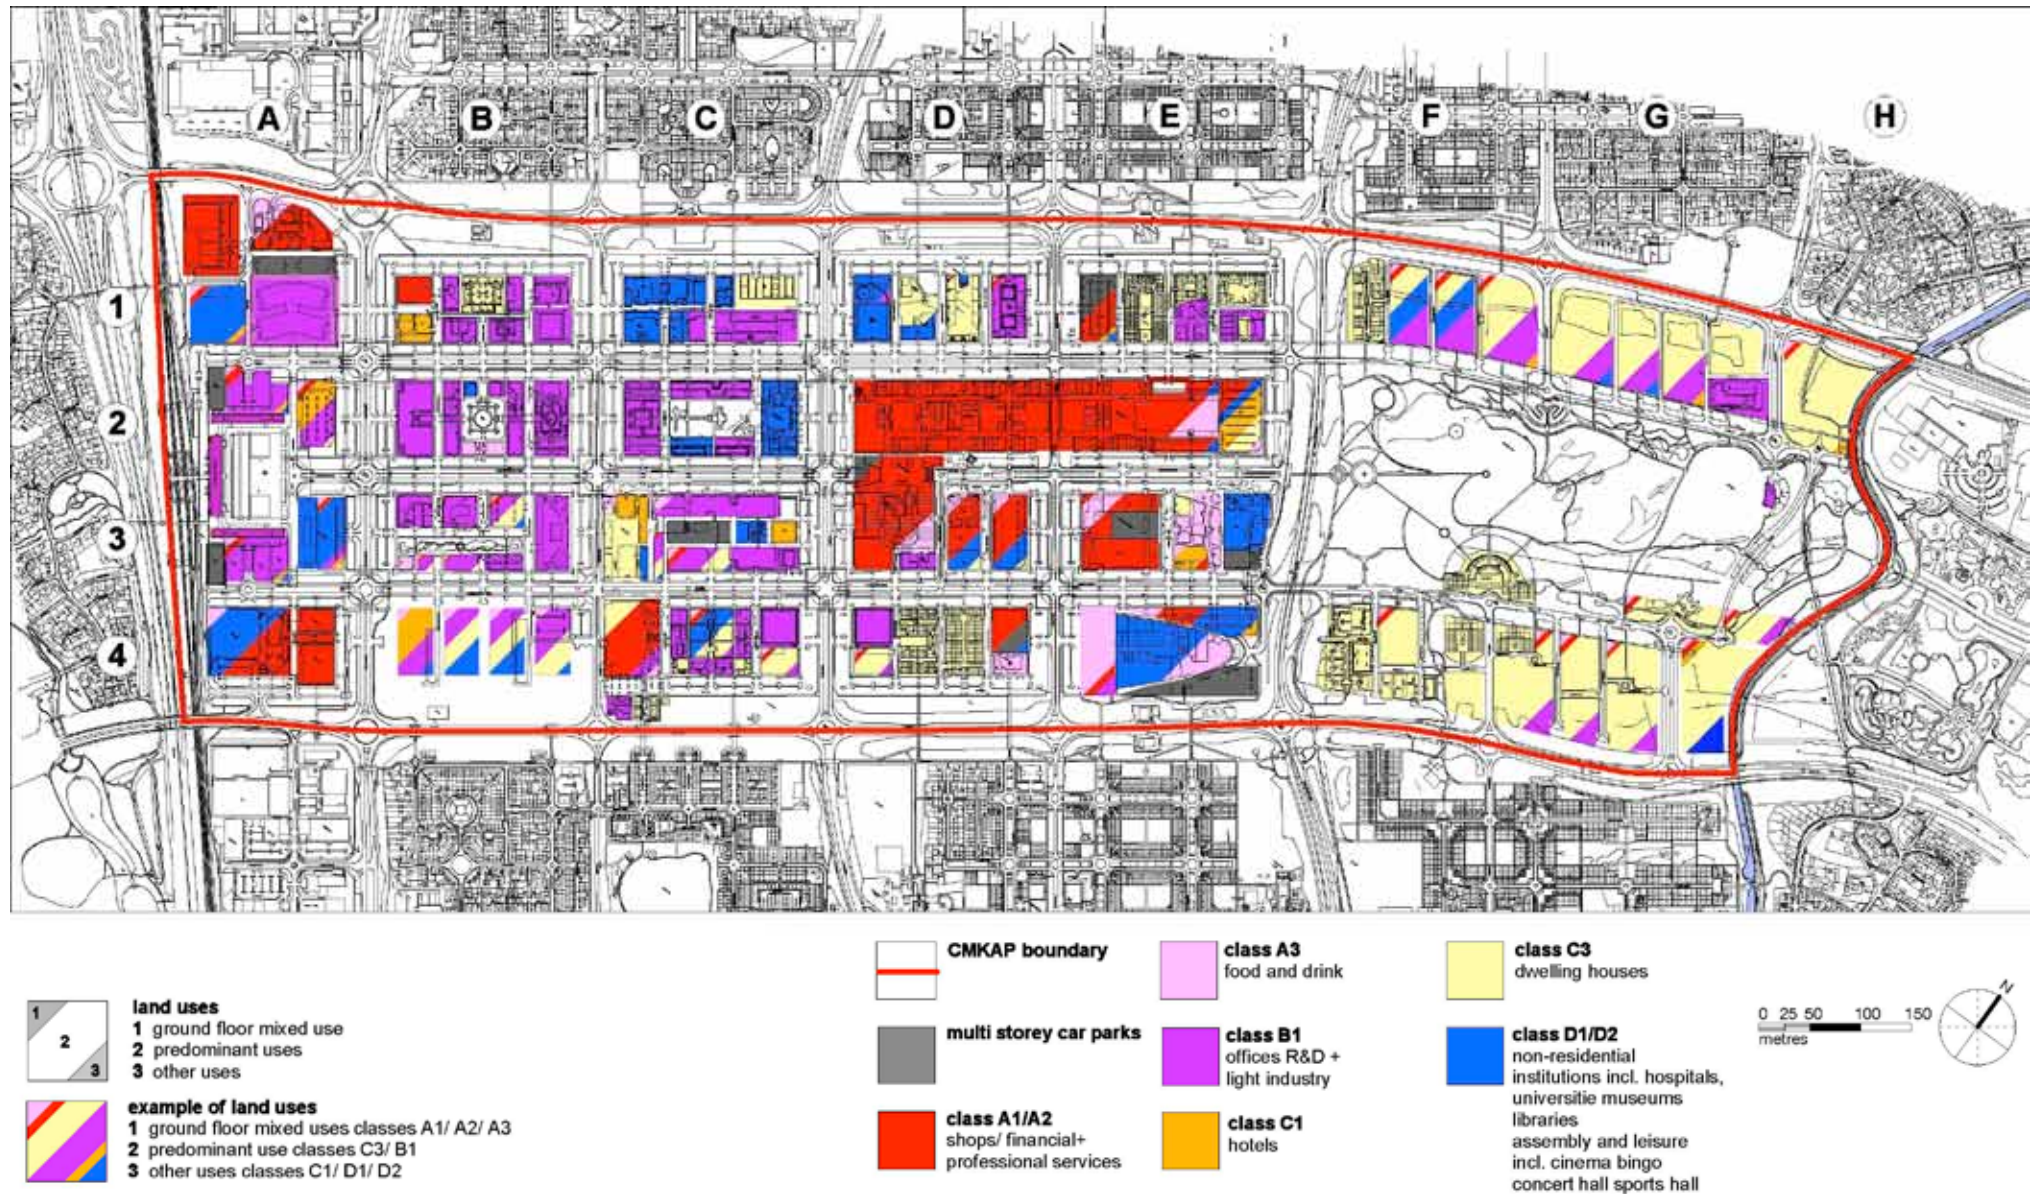 A
B
C
D
E
F
G
H
1
2
3
4
CMKAP boundary
multi storey car parks
class A1/A2
shops/ financial+
professional services
class A3
food and drink
class B1
offices R&D +
light industry
class C1
hotels
class C3
dwelling houses
class D1/D2
non-residential
institutions incl. hospitals,
universitie museums
libraries
assembly and leisure
incl. cinema bingo
concert hall sports hall
1
2
3
land uses
1 ground floor mixed use
2 predominant uses
3 other uses
example of land uses
1 ground floor mixed uses classes A1/ A2/ A3
2 predominant use classes C3/ B1
3 other uses classes C1/ D1/ D2
0 25 50 100 150
metres
N